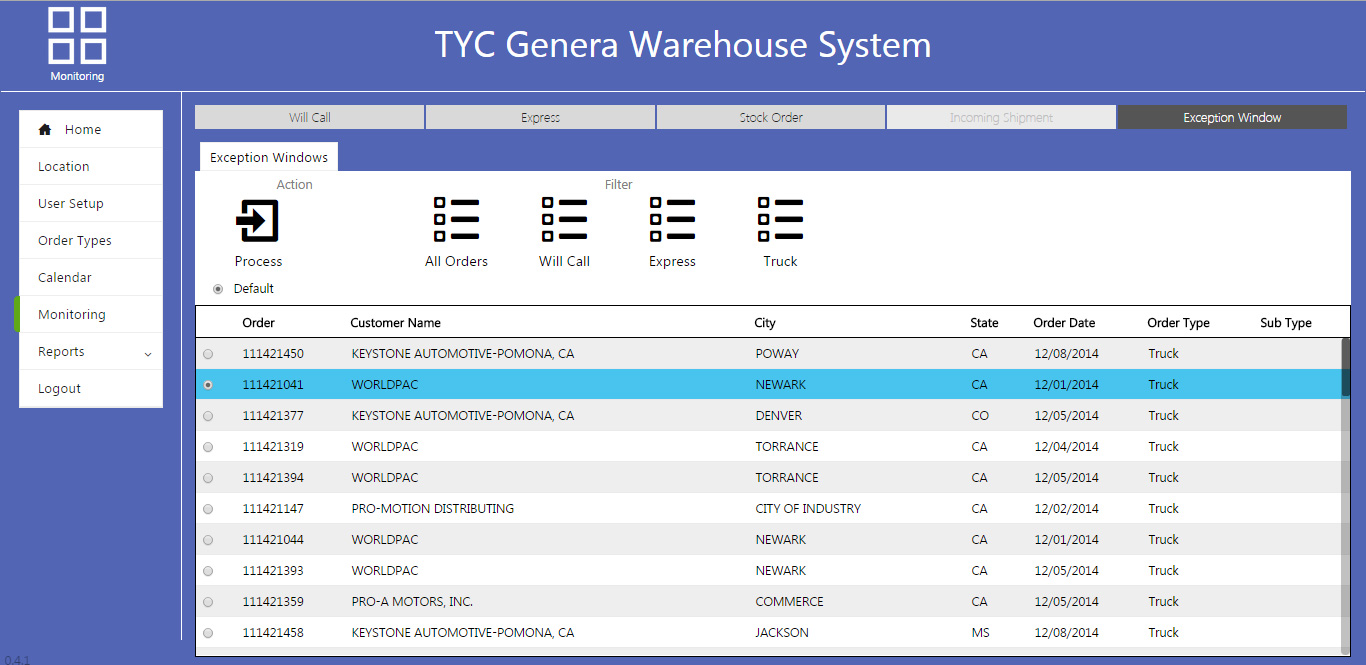 TYC Genera Warehouse System
Monitoring
Home
Location
User Setup
Order Types
Calendar
Monitoring
Reports
Logout
Will Call Express Stock Order Incoming Shipment Exception Window
Exception Windows
Action Filter
Process All Orders Will Call Express Truck
Default
Order Customer Name City State Order Date Order Type Sub Type
111421450 KEYSTONE AUTOMOTIVE-POMONA, CA POWAY CA 12/08/2014 Truck
111421041 WORLDPAC NEWARK CA 12/01/2014 Truck
111421377 KEYSTONE AUTOMOTIVE-POMONA, CA DENVER CO 12/05/2014 Truck
111421319 WORLDPAC TORRANCE CA 12/04/2014 Truck
111421394 WORLDPAC TORRANCE CA 12/05/2014 Truck
111421147 PRO-MOTION DISTRIBUTING CITY OF INDUSTRY CA 12/02/2014 Truck
111421044 WORLDPAC NEWARK CA 12/01/2014 Truck
111421393 WORLDPAC NEWARK CA 12/05/2014 Truck
111421359 PRO-A MOTORS, INC. COMMERCE CA 12/05/2014 Truck
111421458 KEYSTONE AUTOMOTIVE-POMONA, CA JACKSON MS 12/08/2014 Truck
0.4.1